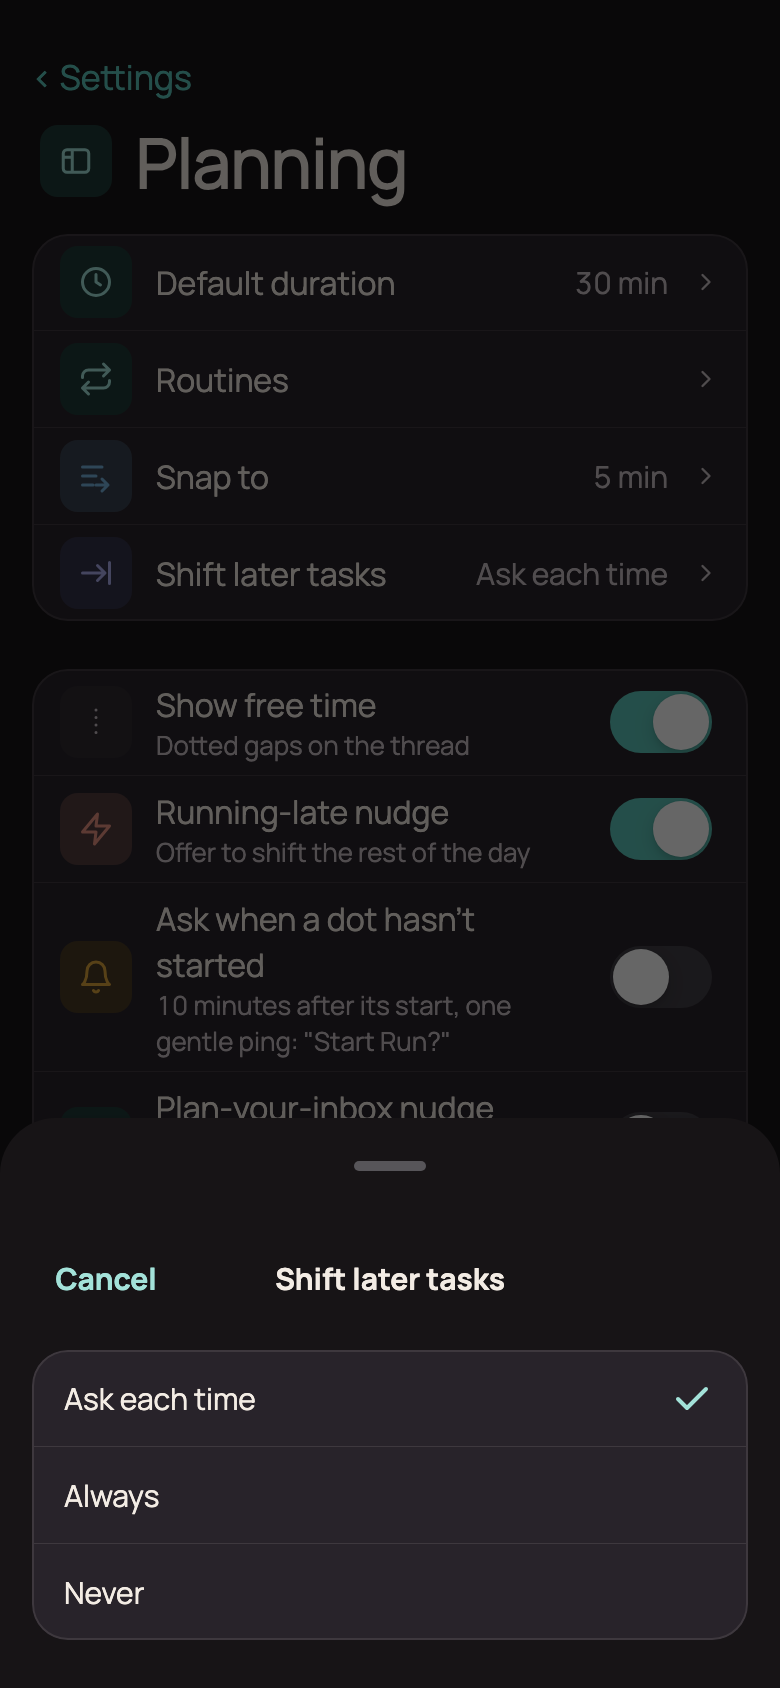 Settings
Planning
Default duration 30 min
Routines
Snap to 5 min
Shift later tasks Ask each time
Show free time
Dotted gaps on the thread
Running-late nudge
Offer to shift the rest of the day
Ask when a dot hasn’t
started
10 minutes after its start, one
gentle ping: "Start Run?"
Plan-your-inbox nudge
Cancel Shift later tasks
Ask each time
Always
Never